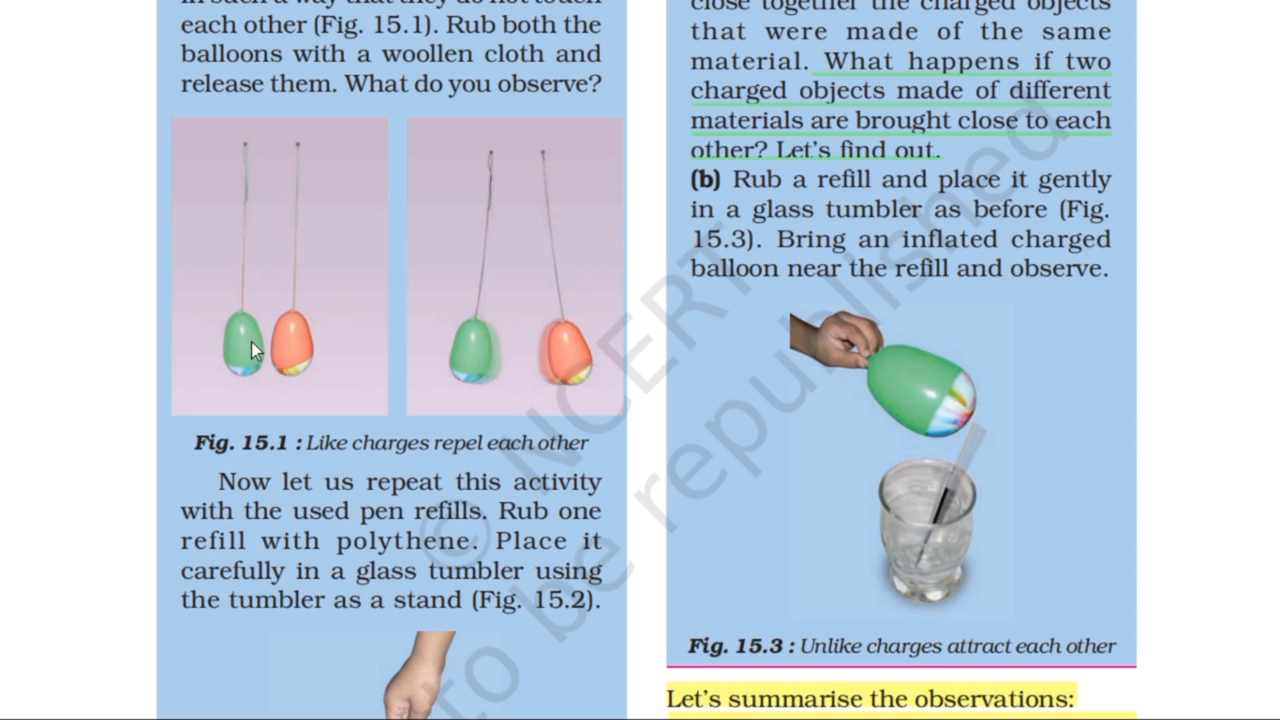 in such a way that they do not touch
each other (Fig. 15.1). Rub both the
balloons with a woollen cloth and
release them. What do you observe?
Fig. 15.1 : Like charges repel each other
Now let us repeat this activity
with the used pen refills. Rub one
refill with polythene. Place it
carefully in a glass tumbler using
the tumbler as a stand (Fig. 15.2).
close together the charged objects
that were made of the same
material. What happens if two
charged objects made of different
materials are brought close to each
other? Let's find out.
(b) Rub a refill and place it gently
in a glass tumbler as before (Fig.
15.3). Bring an inflated charged
balloon near the refill and observe.
Fig. 15.3 : Unlike charges attract each other
Let's summarise the observations:
© NCERT
to be republished